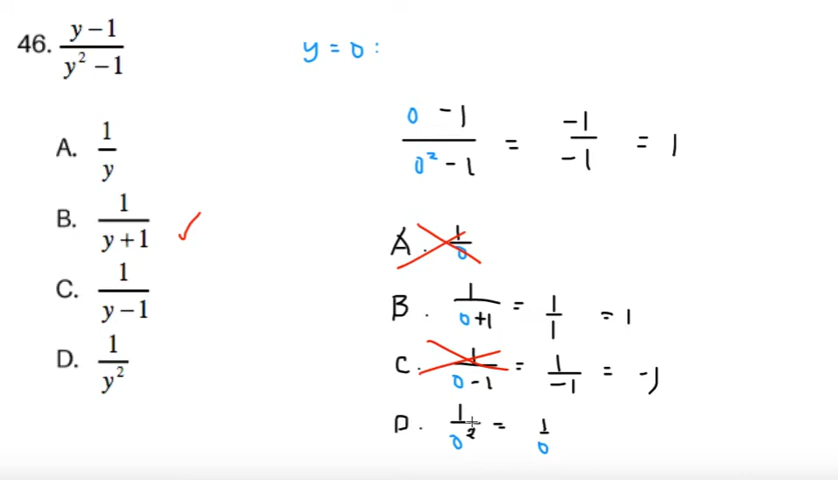 46. (y − 1)/(y² − 1)
y = 0 :
(0 - 1)/(0² - 1) = -1/-1 = 1
A. 1/y
B. 1/(y + 1) ✓
C. 1/(y − 1)
D. 1/y²
A. 1/0
B. 1/(0+1) = 1/1 = 1
C. 1/(0 - 1) = 1/-1 = -1
D. 1/0² = 1/0